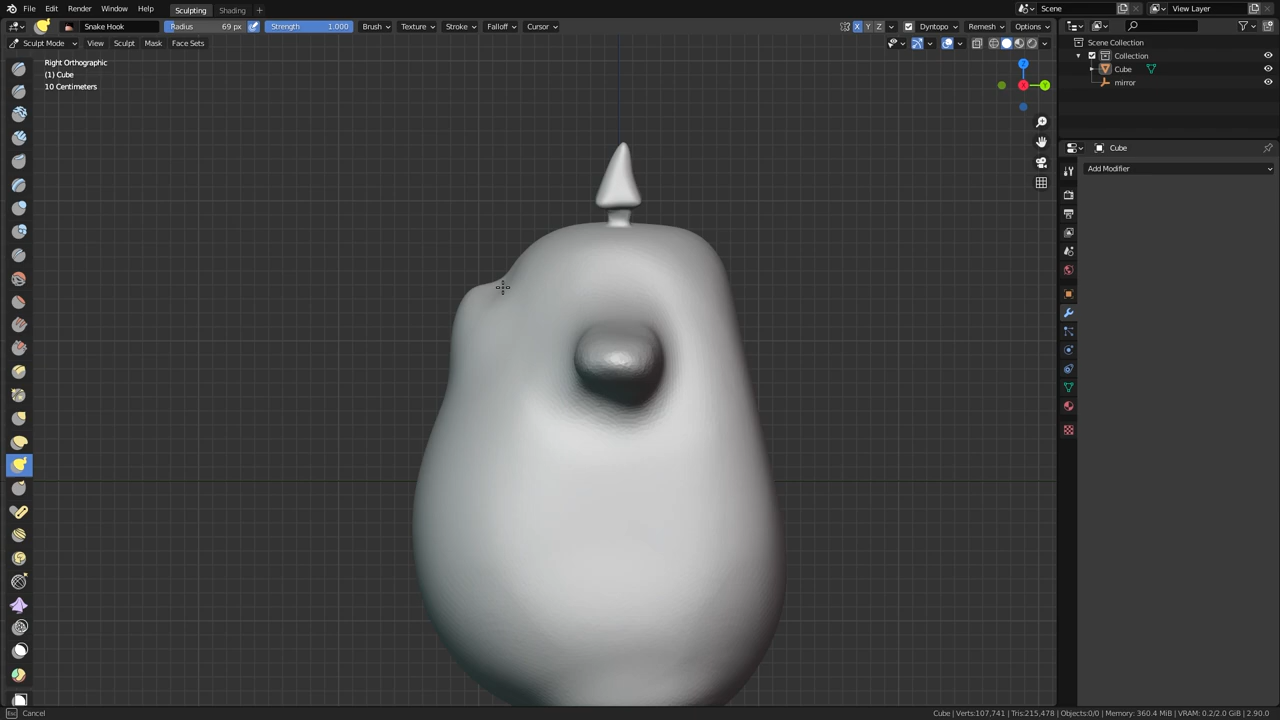 File Edit Render Window Help Sculpting Shading + Scene View Layer
Snake Hook Radius 69 px Strength 1.000 Brush Texture Stroke Falloff Cursor X Y Z Dyntopo Remesh Options
Sculpt Mode View Sculpt Mask Face Sets
Scene Collection
Collection
Cube
mirror
Right Orthographic
(1) Cube
10 Centimeters
Z
X
Y
Cube
Add Modifier
Cancel
Cube | Verts:107,741 | Tris:215,478 | Objects:0/0 | Memory: 360.4 MiB | VRAM: 0.2/2.0 GiB | 2.90.0